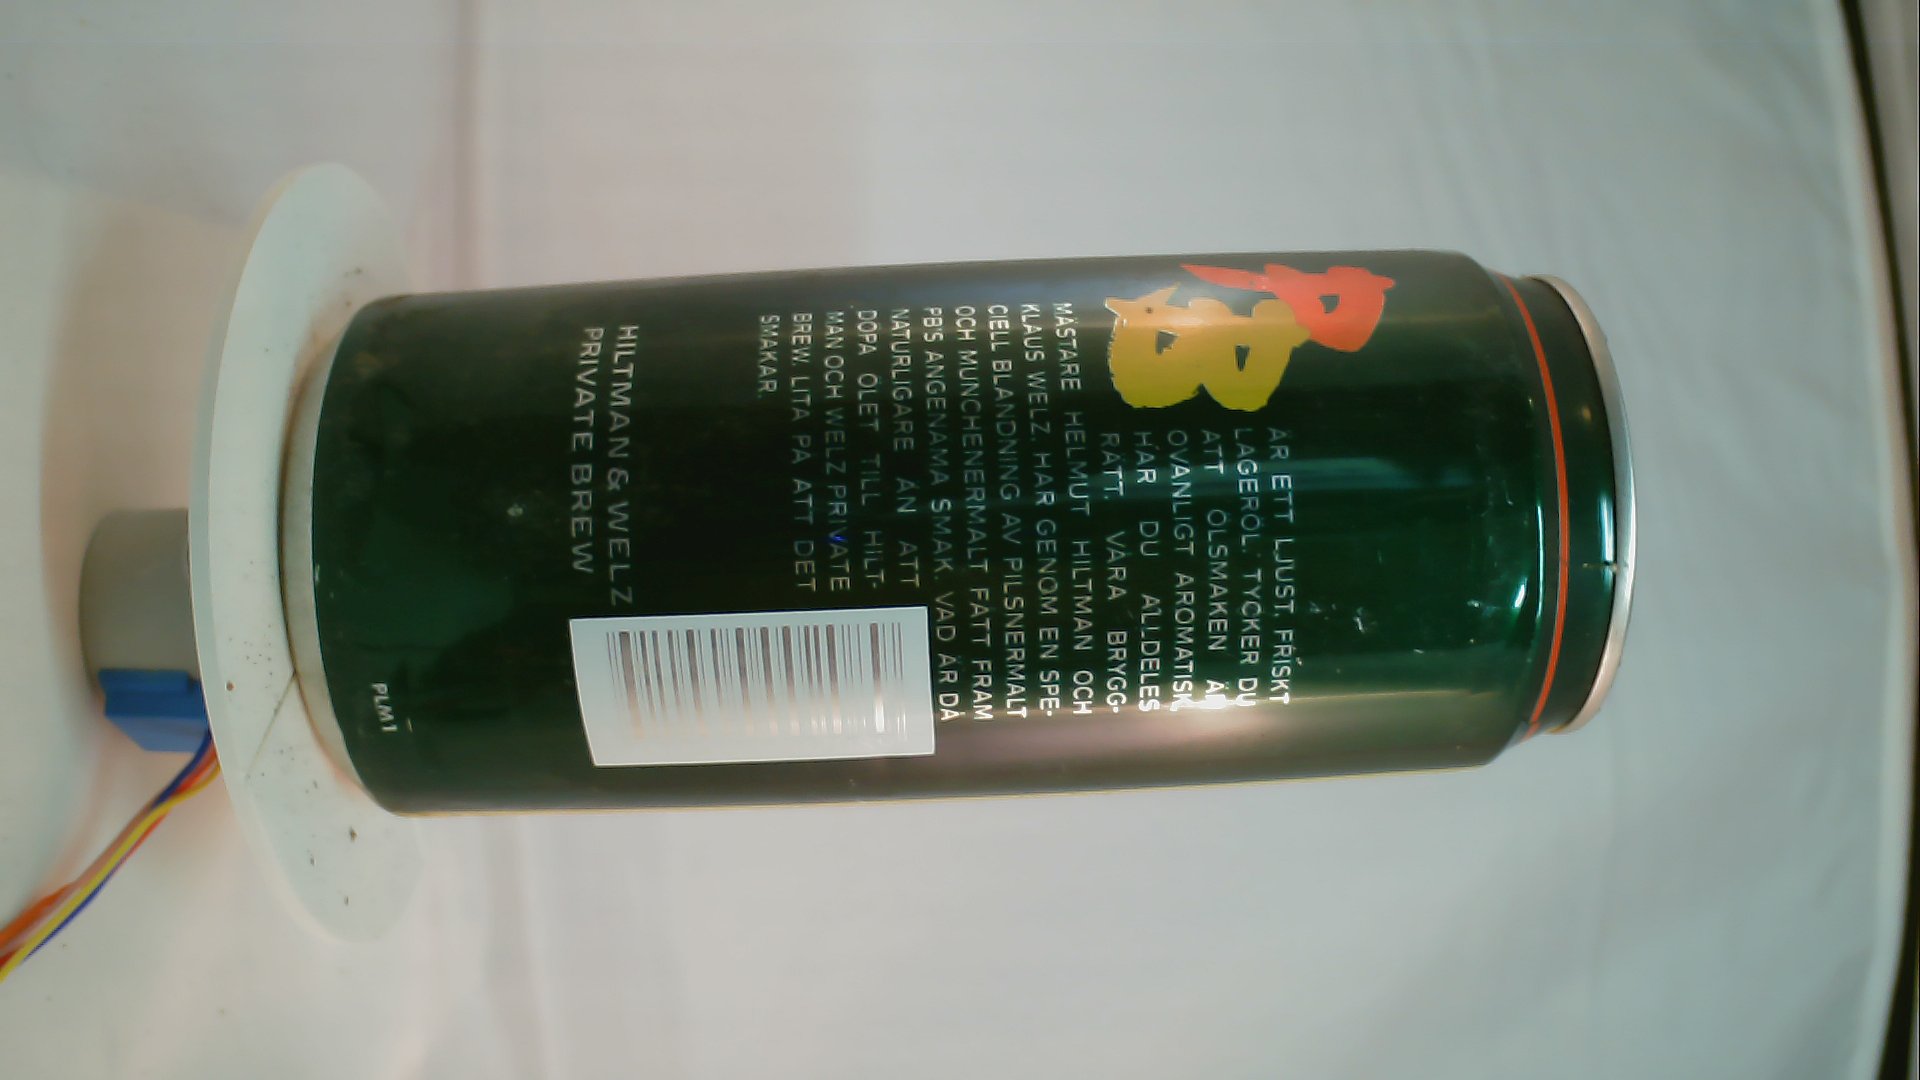 PB
ÄR ETT LJUST, FRISKT
LAGERÖL. TYCKER DU
ATT ÖLSMAKEN ÄR
OVANLIGT AROMATISK,
HAR DU ALLDELES
RÄTT. VÅRA BRYGG-
MÄSTARE HELMUT HILTMAN OCH
KLAUS WELZ, HAR GENOM EN SPE-
CIELL BLANDNING AV PILSNERMALT
OCH MÜNCHENERMALT FÅTT FRAM
PB'S ANGENÄMA SMAK. VAD ÄR DÅ
NATURLIGARE ÄN ATT
DÖPA ÖLET TILL HILT-
MAN OCH WELZ PRIVATE
BREW. LITA PÅ ATT DET
SMAKAR.
HILTMAN & WELZ
PRIVATE BREW
PLM1